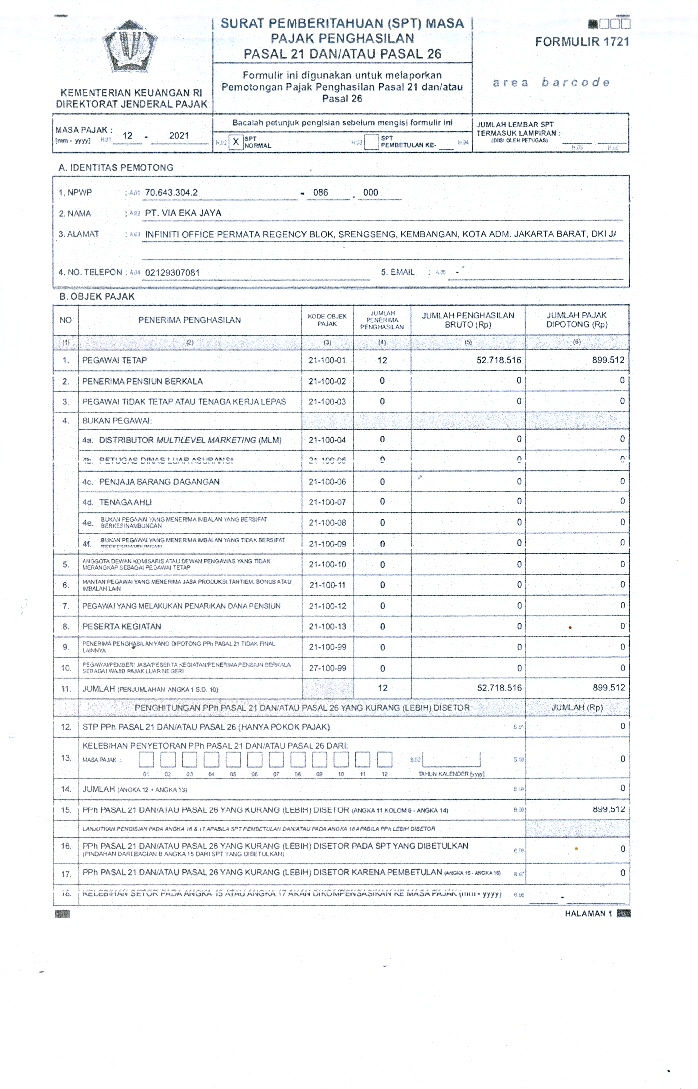 SURAT PEMBERITAHUAN (SPT) MASA
PAJAK PENGHASILAN
PASAL 21 DAN/ATAU PASAL 26
FORMULIR 1721
KEMENTERIAN KEUANGAN RI
DIREKTORAT JENDERAL PAJAK
Formulir ini digunakan untuk melaporkan
Pemotongan Pajak Penghasilan Pasal 21 dan/atau
Pasal 26
area barcode
MASA PAJAK :
[mm - yyyy] H.01 12 - 2021
Bacalah petunjuk pengisian sebelum mengisi formulir ini
H.02 X SPT NORMAL H.03 SPT PEMBETULAN KE- H.04
JUMLAH LEMBAR SPT
TERMASUK LAMPIRAN :
(DIISI OLEH PETUGAS) H.05
A. IDENTITAS PEMOTONG
1. NPWP : A.01 70.643.304.2 - 086 . 000
2. NAMA : A.02 PT. VIA EKA JAYA
3. ALAMAT : A.03 INFINITI OFFICE PERMATA REGENCY BLOK, SRENGSENG, KEMBANGAN, KOTA ADM. JAKARTA BARAT, DKI JA
4. NO. TELEPON : A.04 02129307081 5. EMAIL : A.05 -
B. OBJEK PAJAK
NO PENERIMA PENGHASILAN KODE OBJEK PAJAK JUMLAH PENERIMA PENGHASILAN JUMLAH PENGHASILAN BRUTO (Rp) JUMLAH PAJAK DIPOTONG (Rp)
(1) (2) (3) (4) (5) (6)
1. PEGAWAI TETAP 21-100-01 12 52.718.516 899.512
2. PENERIMA PENSIUN BERKALA 21-100-02 0 0 0
3. PEGAWAI TIDAK TETAP ATAU TENAGA KERJA LEPAS 21-100-03 0 0 0
4. BUKAN PEGAWAI:
4a. DISTRIBUTOR MULTILEVEL MARKETING (MLM) 21-100-04 0 0 0
4b. PETUGAS DINAS LUAR ASURANSI 21-100-05 0 0 0
4c. PENJAJA BARANG DAGANGAN 21-100-06 0 0 0
4d. TENAGA AHLI 21-100-07 0 0 0
4e. BUKAN PEGAWAI YANG MENERIMA IMBALAN YANG BERSIFAT BERKESINAMBUNGAN 21-100-08 0 0 0
4f. BUKAN PEGAWAI YANG MENERIMA IMBALAN YANG TIDAK BERSIFAT 21-100-09 0 0 0
5. ANGGOTA DEWAN KOMISARIS ATAU DEWAN PENGAWAS YANG TIDAK MERANGKAP SEBAGAI PEGAWAI TETAP 21-100-10 0 0 0
6. MANTAN PEGAWAI YANG MENERIMA JASA PRODUKSI, TANTIEM, BONUS ATAU IMBALAN LAIN 21-100-11 0 0 0
7. PEGAWAI YANG MELAKUKAN PENARIKAN DANA PENSIUN 21-100-12 0 0 0
8. PESERTA KEGIATAN 21-100-13 0 0 0
9. PENERIMA PENGHASILAN YANG DIPOTONG PPh PASAL 21 TIDAK FINAL LAINNYA 21-100-99 0 0 0
10. PEGAWAI/PEMBERI JASA/PESERTA KEGIATAN/PENERIMA PENSIUN BERKALA SEBAGAI WAJIB PAJAK LUAR NEGERI 27-100-99 0 0 0
11. JUMLAH (PENJUMLAHAN ANGKA 1 S.D. 10) 12 52.718.516 899.512
PENGHITUNGAN PPh PASAL 21 DAN/ATAU PASAL 26 YANG KURANG (LEBIH) DISETOR JUMLAH (Rp)
12. STP PPh PASAL 21 DAN/ATAU PASAL 26 (HANYA POKOK PAJAK) B.01 0
KELEBIHAN PENYETORAN PPh PASAL 21 DAN/ATAU PASAL 26 DARI:
13. MASA PAJAK : B.02 B.03 0
01 02 03 04 05 06 07 08 09 10 11 12 TAHUN KALENDER [yyyy]
14. JUMLAH (ANGKA 12 + ANGKA 13) B.04 0
15. PPh PASAL 21 DAN/ATAU PASAL 26 YANG KURANG (LEBIH) DISETOR (ANGKA 11 KOLOM 6 - ANGKA 14) B.05 899.512
LANJUTKAN PENGISIAN PADA ANGKA 16 & 17 APABILA SPT PEMBETULAN DAN/ATAU PADA ANGKA 18 APABILA PPh LEBIH DISETOR
16. PPh PASAL 21 DAN/ATAU PASAL 26 YANG KURANG (LEBIH) DISETOR PADA SPT YANG DIBETULKAN B.06 0
(PINDAHAN DARI BAGIAN B ANGKA 15 DARI SPT YANG DIBETULKAN)
17. PPh PASAL 21 DAN/ATAU PASAL 26 YANG KURANG (LEBIH) DISETOR KARENA PEMBETULAN (ANGKA 15 - ANGKA 16) B.07 0
18. KELEBIHAN SETOR PADA ANGKA 15 ATAU ANGKA 17 AKAN DIKOMPENSASIKAN KE MASA PAJAK (mm - yyyy) B.08 -
HALAMAN 1